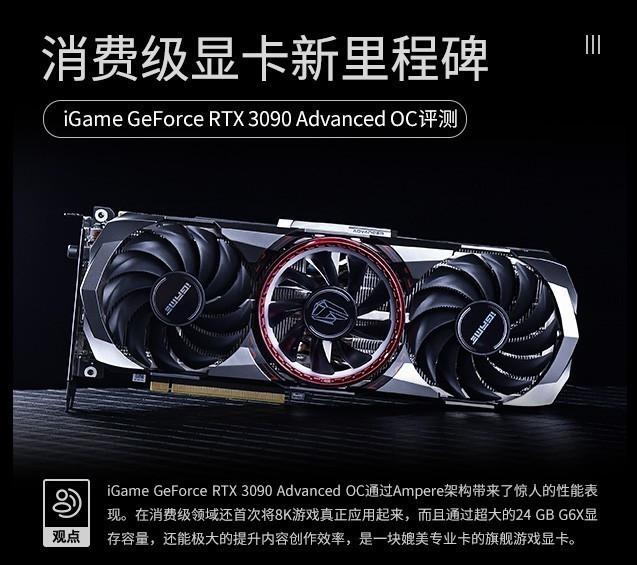 消费级显卡新里程碑
iGame GeForce RTX 3090 Advanced OC评测
ADVANCED
iGAME
iGAME
观点
iGame GeForce RTX 3090 Advanced OC通过Ampere架构带来了惊人的性能表
现。在消费级领域还首次将8K游戏真正应用起来，而且通过超大的24 GB G6X显
存容量，还能极大的提升内容创作效率，是一块媲美专业卡的旗舰游戏显卡。